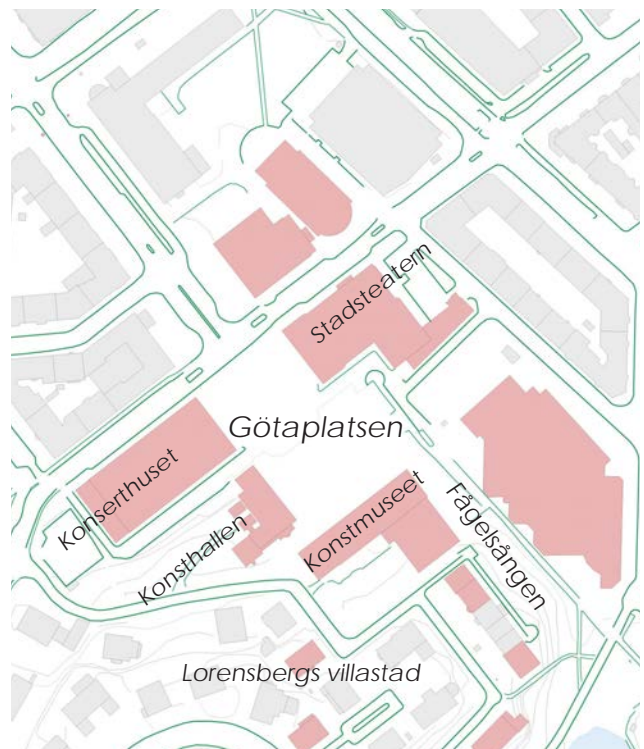 Stadsteatern
Götaplatsen
Konserthuset
Konsthallen
Konstmuseet
Fågelsången
Lorensbergs villastad